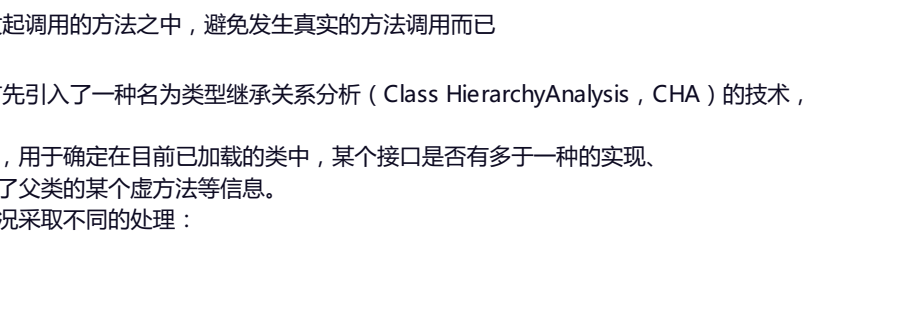 起调用的方法之中，避免发生真实的方法调用而已
先引入了一种名为类型继承关系分析（Class HierarchyAnalysis，CHA）的技术，
，用于确定在目前已加载的类中，某个接口是否有多于一种的实现、
了父类的某个虚方法等信息。
况采取不同的处理：